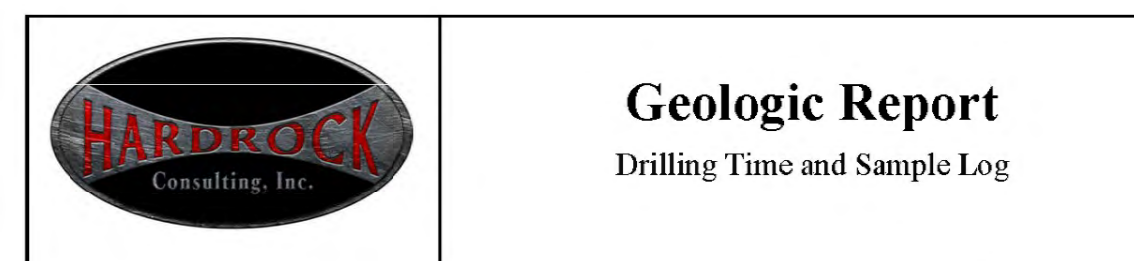 HARDROCK
Consulting, Inc.
Geologic Report
Drilling Time and Sample Log